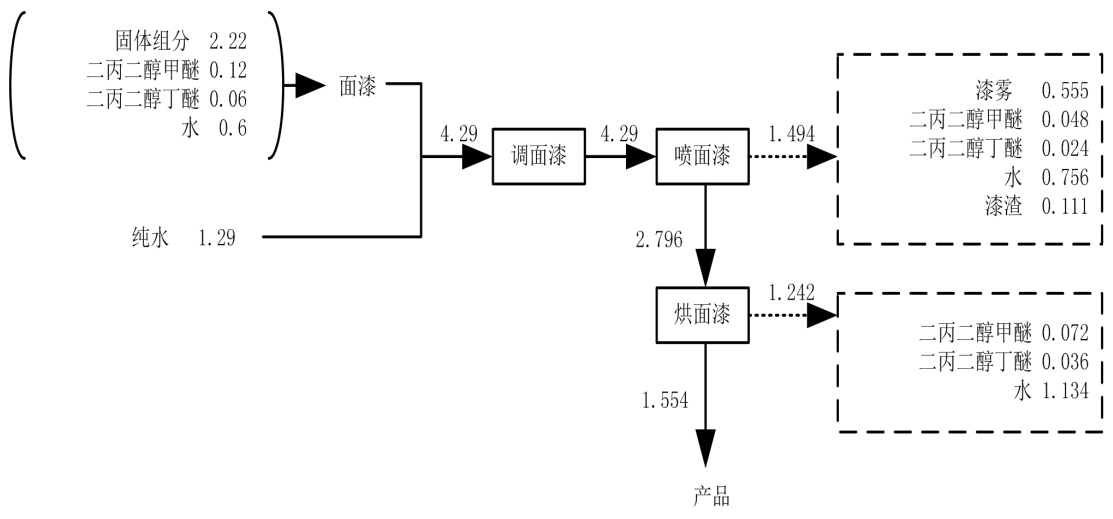 固体组分 2.22
二丙二醇甲醚 0.12
二丙二醇丁醚 0.06
水 0.6
面漆
纯水 1.29
4.29
调面漆
4.29
喷面漆
1.494
漆雾 0.555
二丙二醇甲醚 0.048
二丙二醇丁醚 0.024
水 0.756
漆渣 0.111
2.796
烘面漆
1.242
二丙二醇甲醚 0.072
二丙二醇丁醚 0.036
水 1.134
1.554
产品